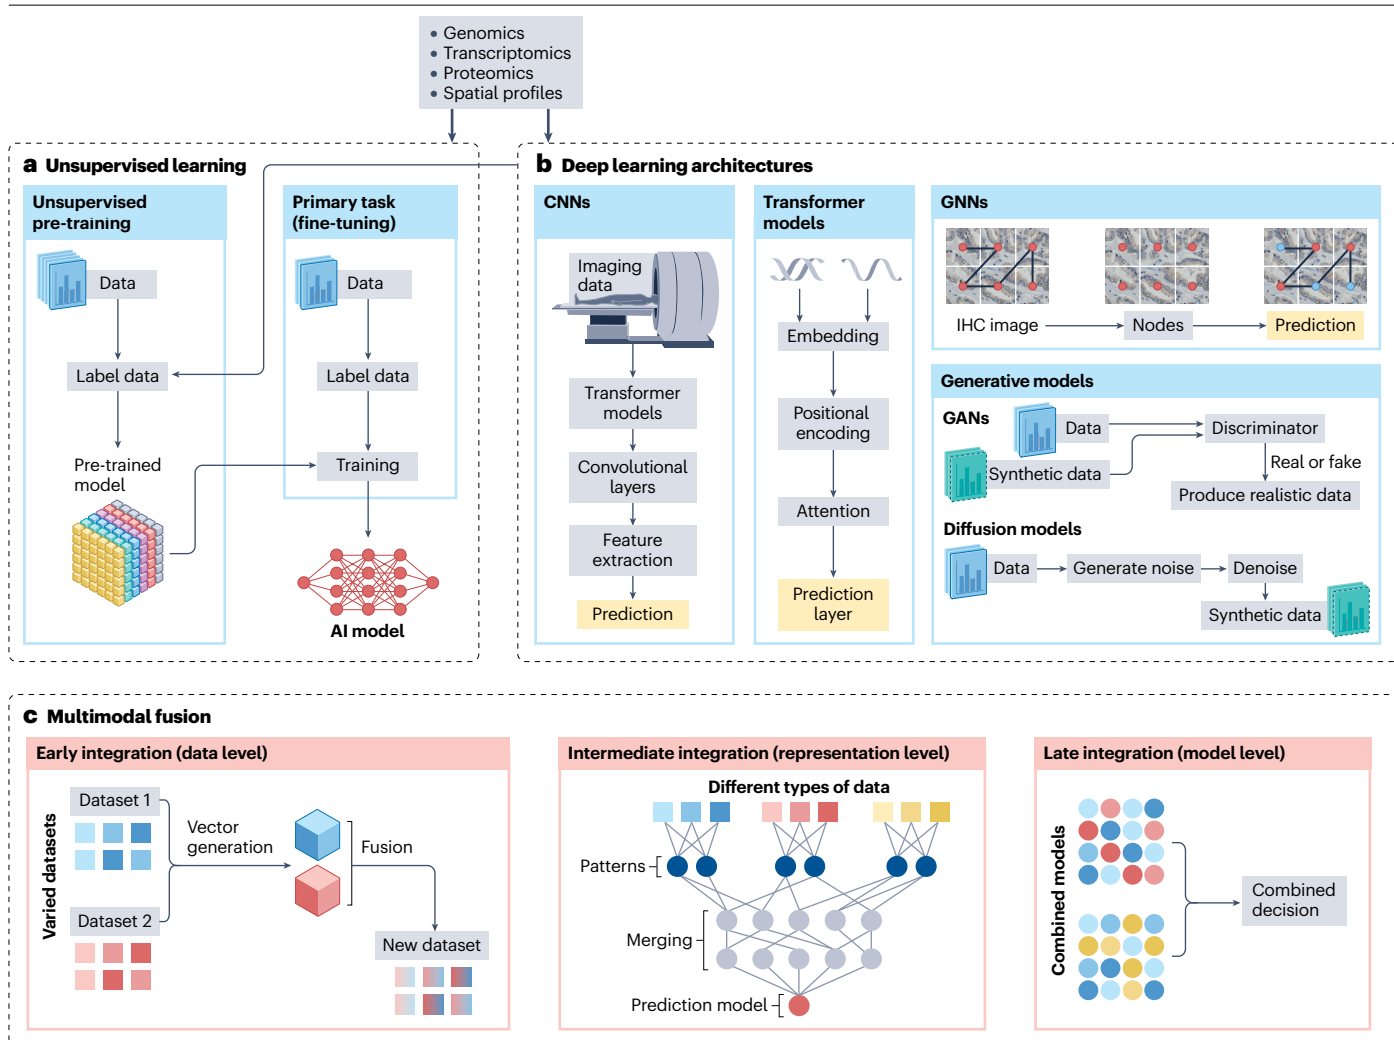 • Genomics
• Transcriptomics
• Proteomics
• Spatial profiles
a Unsupervised learning
Unsupervised
pre-training
Data
Label data
Pre-trained
model
Primary task
(fine-tuning)
Data
Label data
Training
AI model
b Deep learning architectures
CNNs
Imaging
data
Transformer
models
Convolutional
layers
Feature
extraction
Prediction
Transformer
models
Embedding
Positional
encoding
Attention
Prediction
layer
GNNs
IHC image
Nodes
Prediction
Generative models
GANs
Data
Discriminator
Synthetic data
Real or fake
Produce realistic data
Diffusion models
Data
Generate noise
Denoise
Synthetic data
c Multimodal fusion
Early integration (data level)
Varied datasets
Dataset 1
Vector
generation
Fusion
Dataset 2
New dataset
Intermediate integration (representation level)
Different types of data
Patterns
Merging
Prediction model
Late integration (model level)
Combined models
Combined
decision